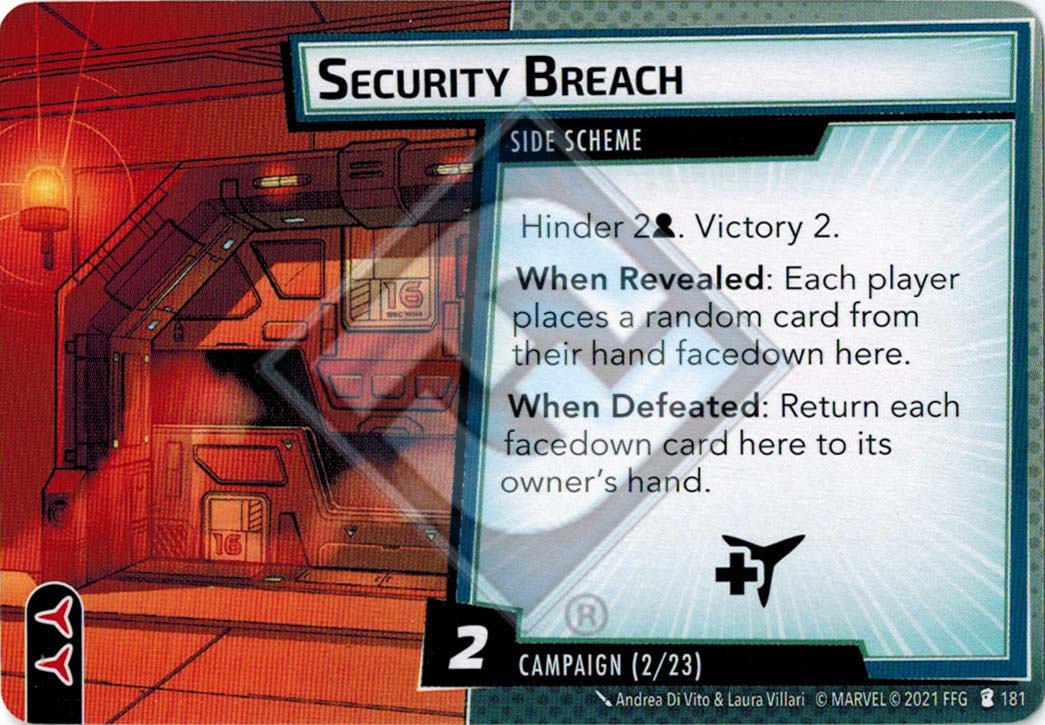 SECURITY BREACH
SIDE SCHEME
Hinder 2. Victory 2.
When Revealed: Each player
places a random card from
their hand facedown here.
When Defeated: Return each
facedown card here to its
owner's hand.
16
16
2
CAMPAIGN (2/23)
Andrea Di Vito & Laura Villari © MARVEL © 2021 FFG 181
®